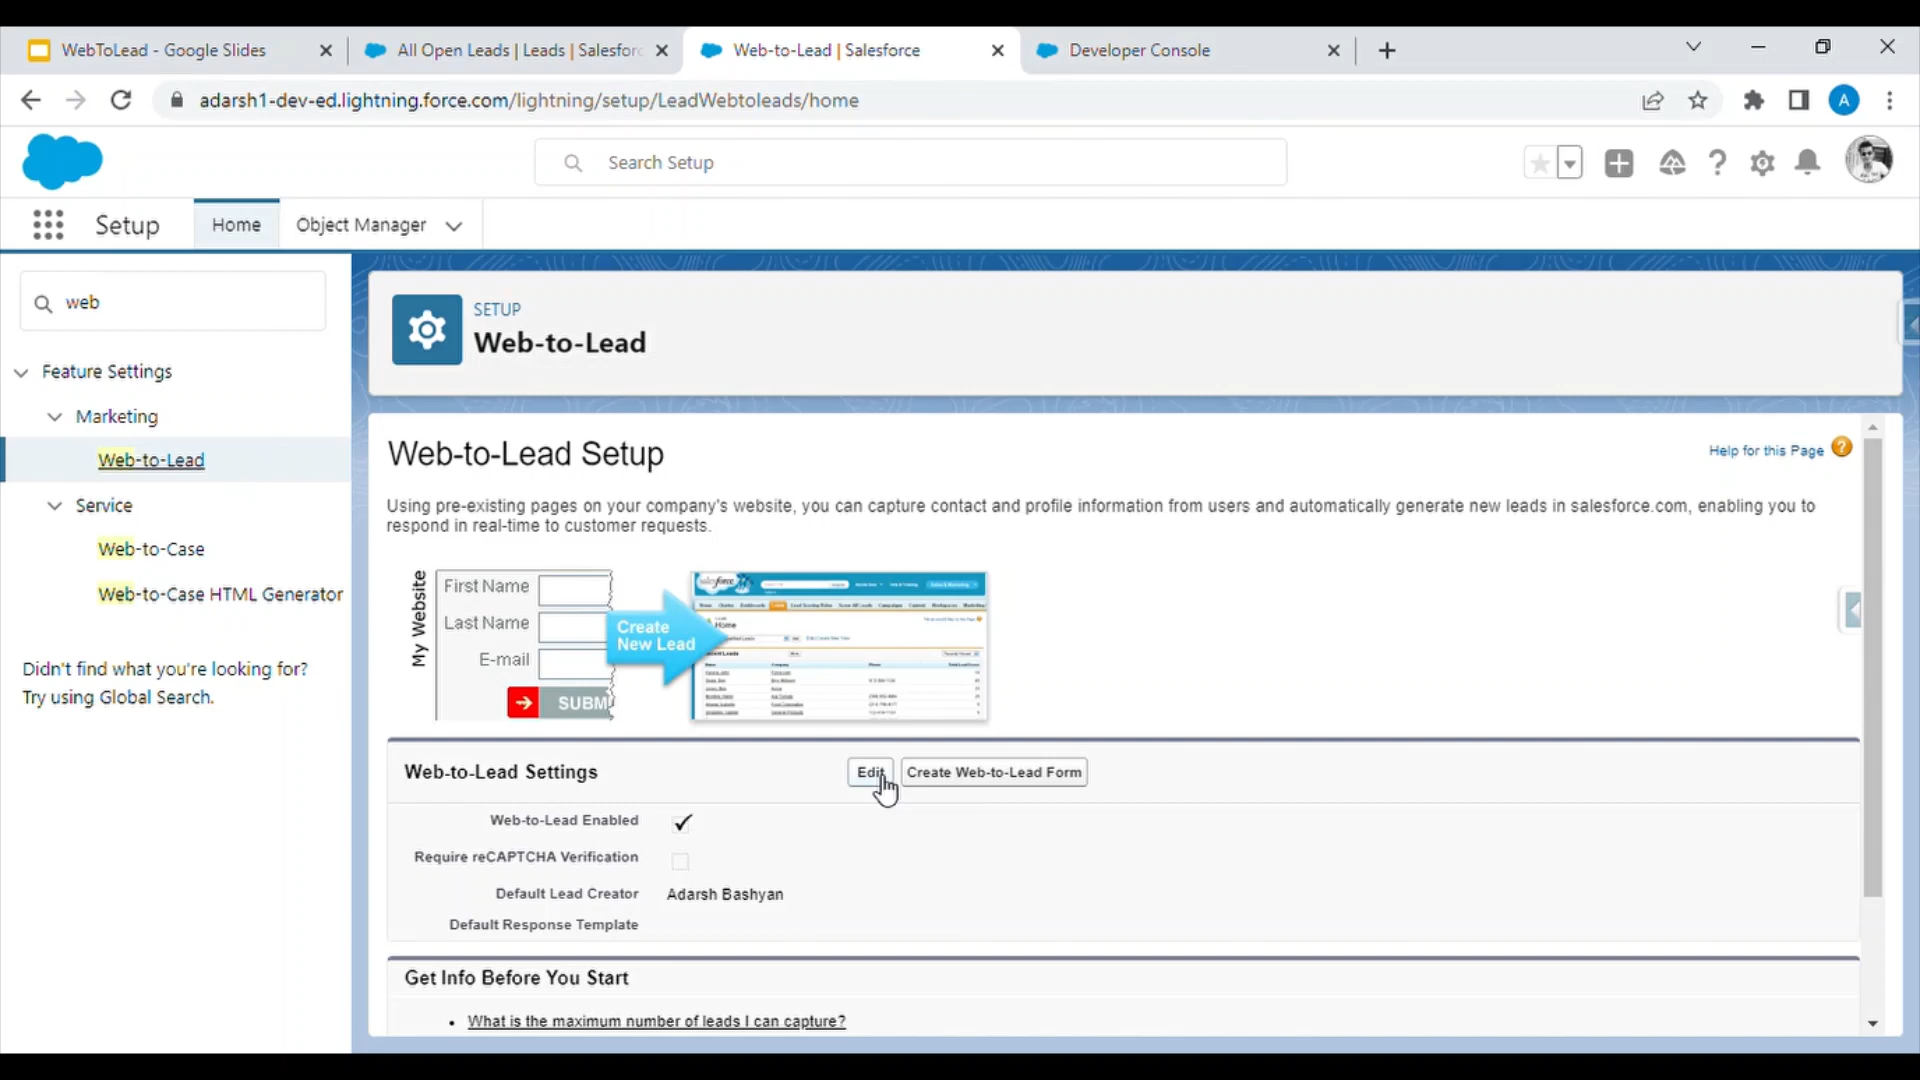 WebToLead - Google Slides
All Open Leads | Leads | Salesforc
Web-to-Lead | Salesforce
Developer Console
adarsh1-dev-ed.lightning.force.com/lightning/setup/LeadWebtoleads/home
A
Search Setup
Setup
Home
Object Manager
web
Feature Settings
Marketing
Web-to-Lead
Service
Web-to-Case
Web-to-Case HTML Generator
Didn't find what you're looking for?
Try using Global Search.
SETUP
Web-to-Lead
Web-to-Lead Setup
Help for this Page
Using pre-existing pages on your company's website, you can capture contact and profile information from users and automatically generate new leads in salesforce.com, enabling you to
respond in real-time to customer requests.
My Website
First Name
Last Name
E-mail
SUBM
Create
New Lead
salesforce
Home
Web-to-Lead Settings
Edit
Create Web-to-Lead Form
Web-to-Lead Enabled
Require reCAPTCHA Verification
Default Lead Creator
Adarsh Bashyan
Default Response Template
Get Info Before You Start
What is the maximum number of leads I can capture?